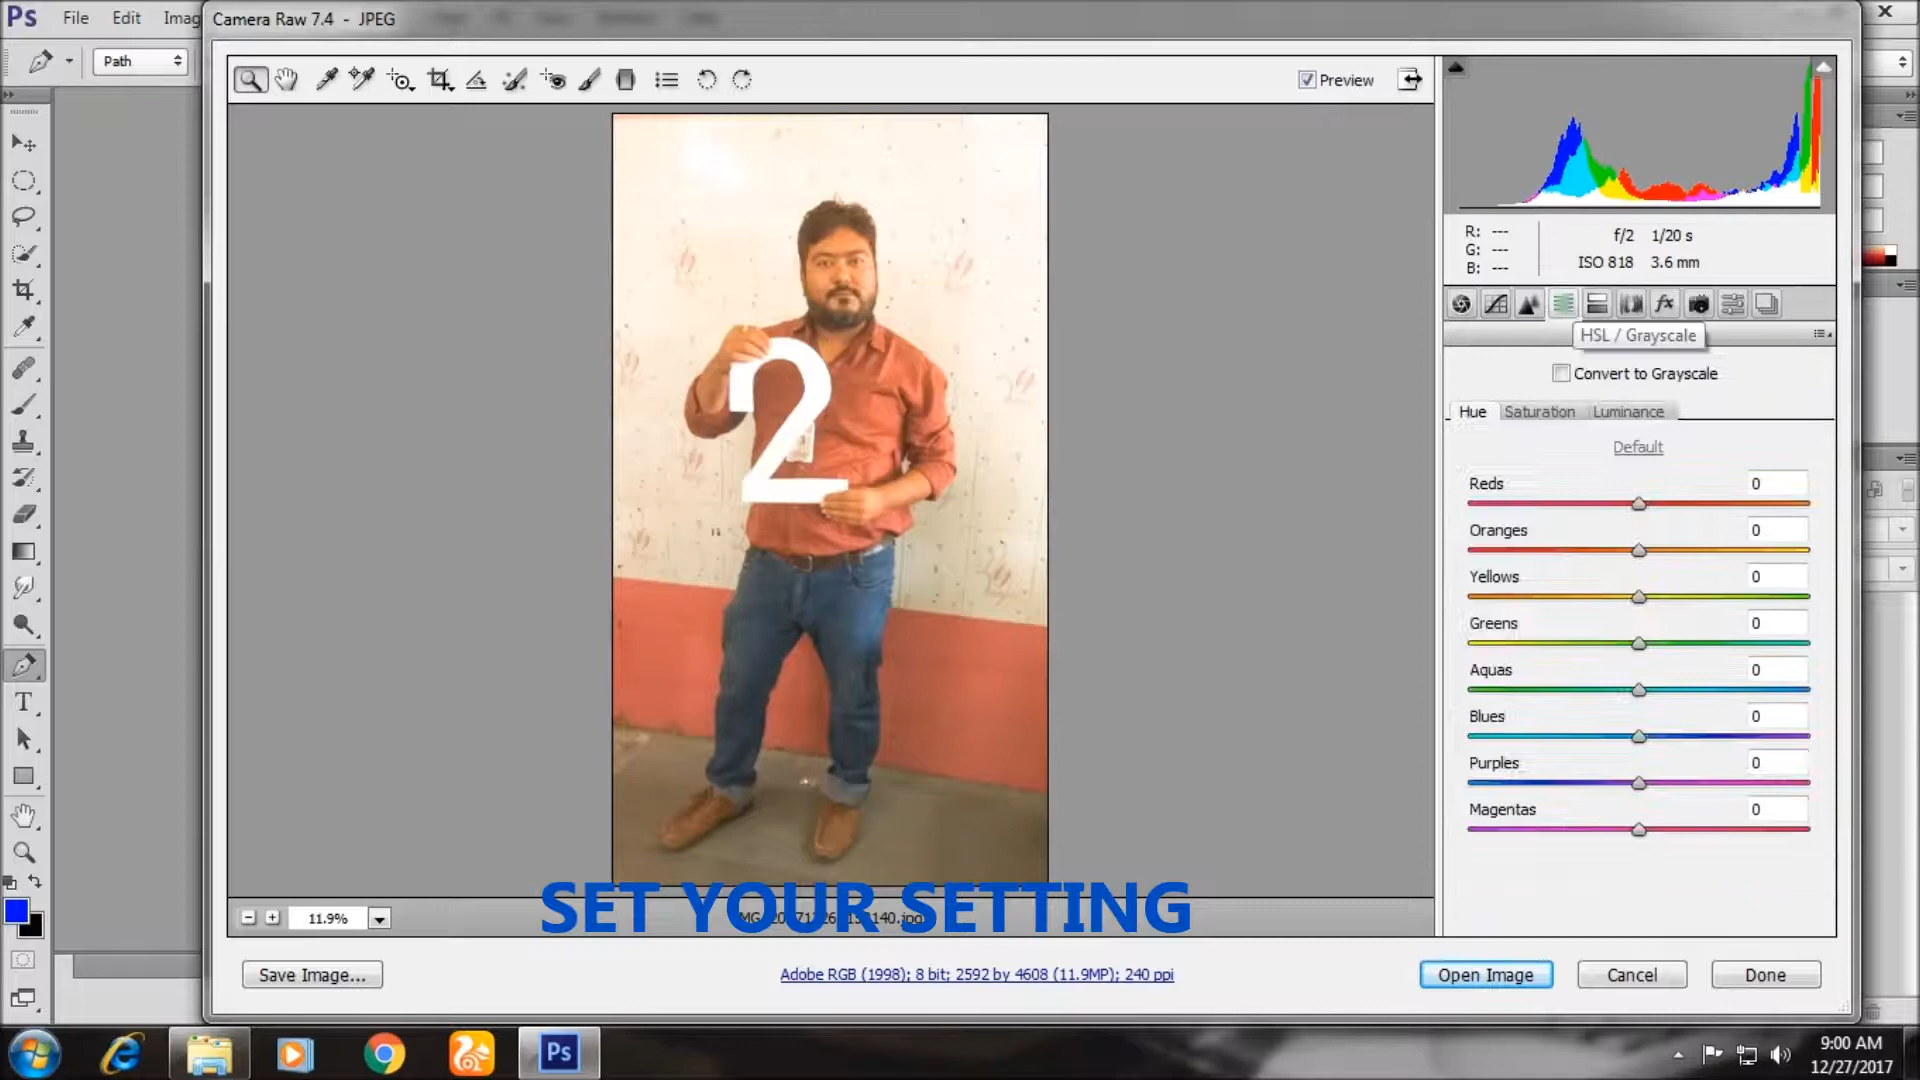 Ps File Edit Imag
Camera Raw 7.4 - JPEG
Path
Preview
R: ---
G: ---
B: ---
f/2 1/20 s
ISO 818 3.6 mm
fx
HSL / Grayscale
Convert to Grayscale
Hue Saturation Luminance
Default
Reds 0
Oranges 0
Yellows 0
Greens 0
Aquas 0
Blues 0
Purples 0
Magentas 0
2
T
11.9%
SET YOUR SETTING
Save Image...
Adobe RGB (1998); 8 bit; 2592 by 4608 (11.9MP); 240 ppi
Open Image Cancel Done
Ps
9:00 AM
12/27/2017